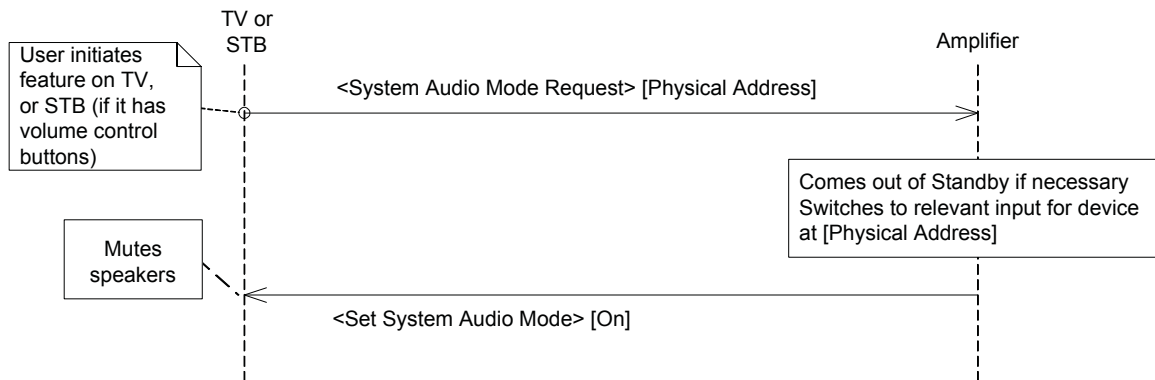 TV or
STB
Amplifier
User initiates
feature on TV,
or STB (if it has
volume control
buttons)
<System Audio Mode Request> [Physical Address]
Comes out of Standby if necessary
Switches to relevant input for device
at [Physical Address]
Mutes
speakers
<Set System Audio Mode> [On]